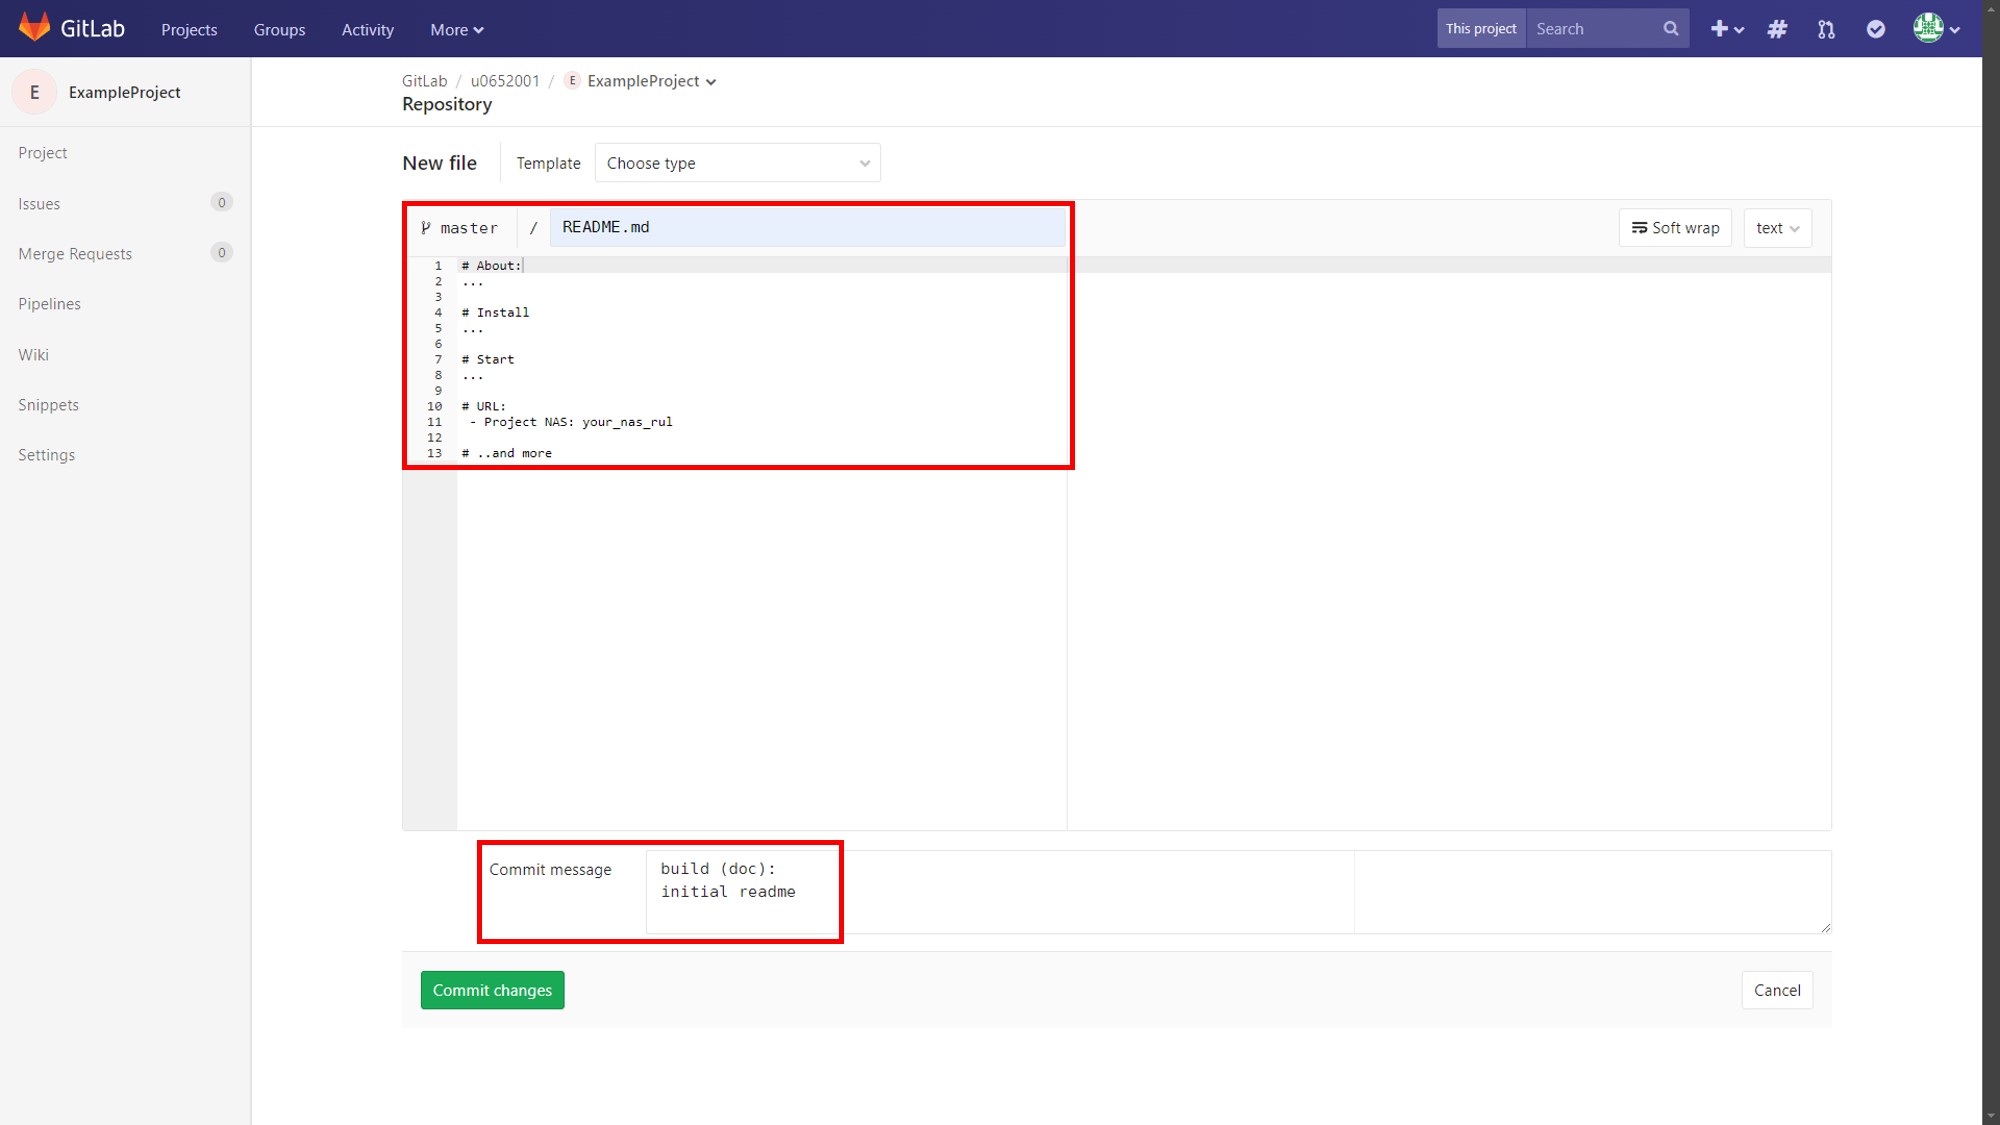 GitLab Projects Groups Activity More This project Search
E ExampleProject
GitLab / u0652001 / E ExampleProject
Repository
Project
Issues 0
Merge Requests 0
Pipelines
Wiki
Snippets
Settings
New file Template Choose type
master / README.md Soft wrap text
1 # About:
2 ...
3
4 # Install
5 ...
6
7 # Start
8 ...
9
10 # URL:
11 - Project NAS: your_nas_rul
12
13 # ..and more
Commit message build (doc):
initial readme
Commit changes Cancel